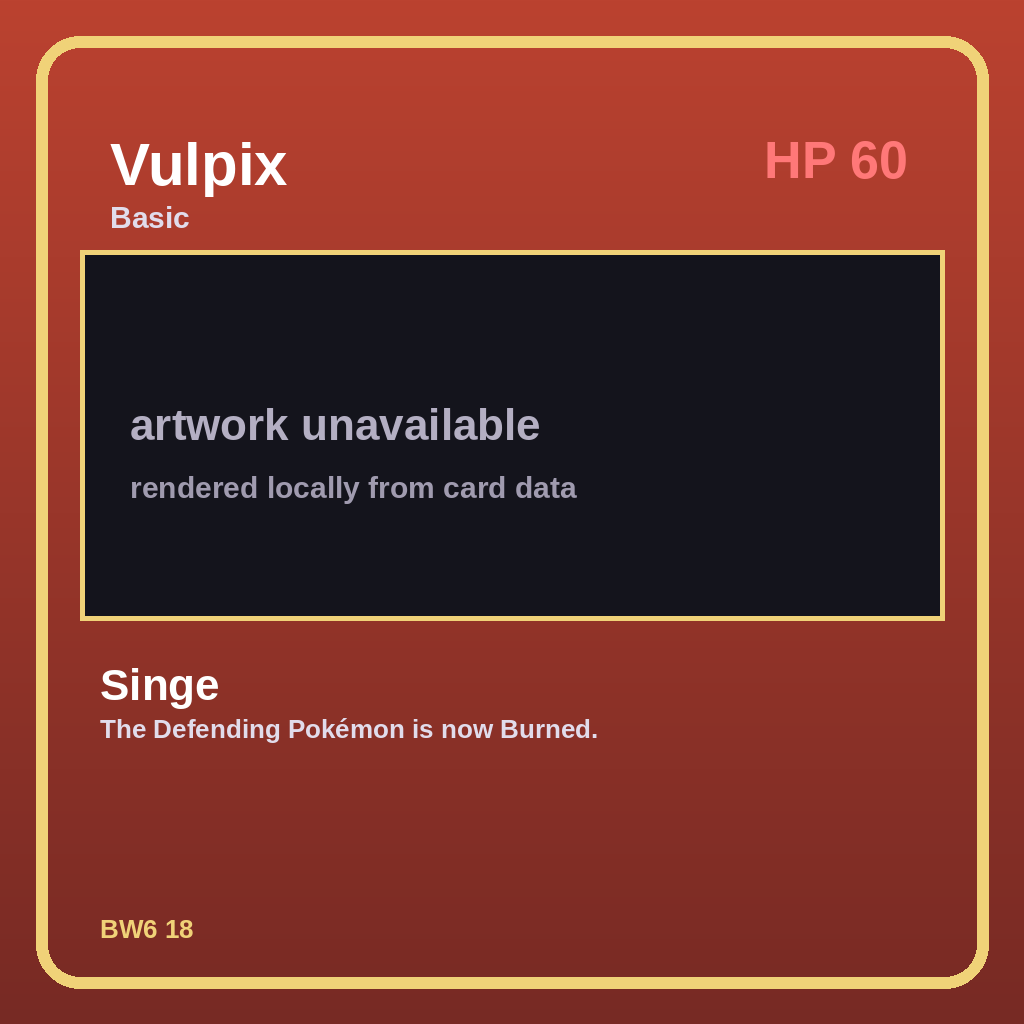 Vulpix
HP 60
Basic
artwork unavailable
rendered locally from card data
Singe
The Defending Pokémon is now Burned.
BW6 18